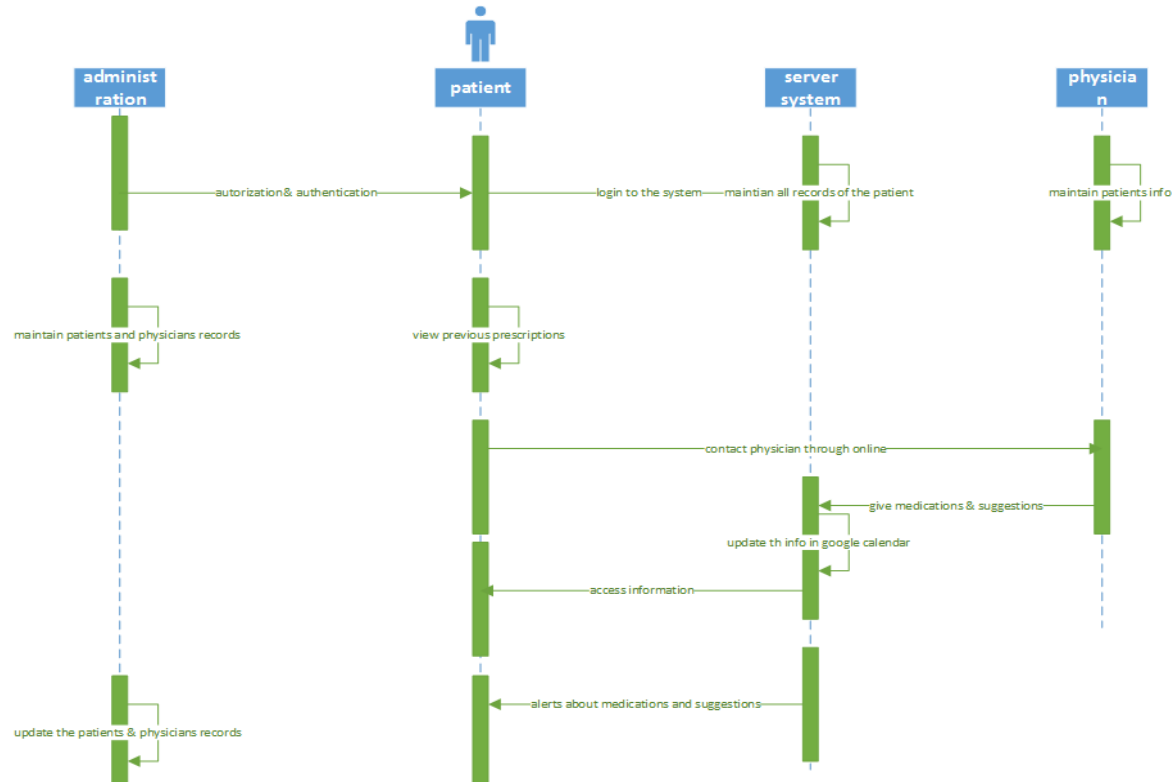 administ
ration
patient
server
system
physicia
n
autorization& authentication
login to the system
maintian all records of the patient
maintain patients info
maintain patients and physicians records
view previous prescriptions
contact physician through online
give medications & suggestions
update th info in google calendar
access information
alerts about medications and suggestions
update the patients & physicians records